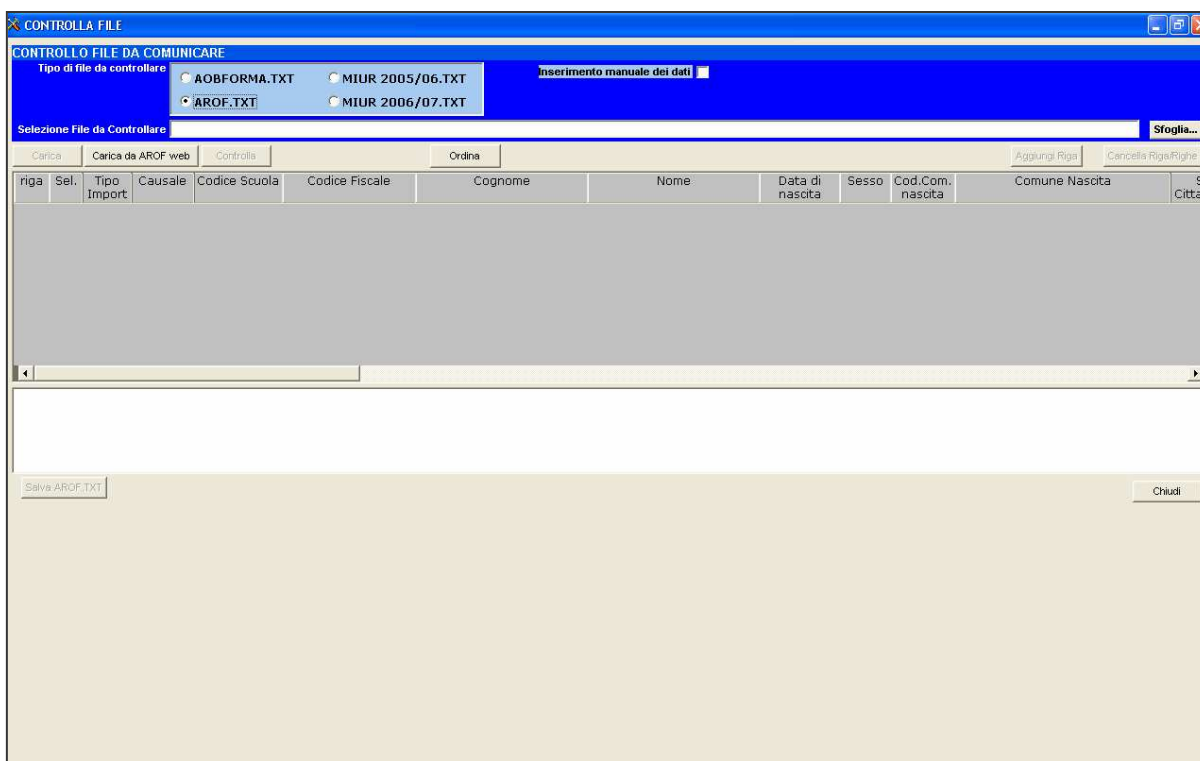 CONTROLLA FILE
CONTROLLO FILE DA COMUNICARE
Tipo di file da controllare
AOBFORMA.TXT MIUR 2005/06.TXT
AROF.TXT MIUR 2006/07.TXT
Inserimento manuale dei dati
Selezione File da Controllare Sfoglia...
Carica Carica da AROF web Controlla Ordina Aggiungi Riga Cancella Riga/Righe
riga Sel. Tipo Import Causale Codice Scuola Codice Fiscale Cognome Nome Data di nascita Sesso Cod.Com. nascita Comune Nascita S Citta
Salva AROF.TXT Chiudi